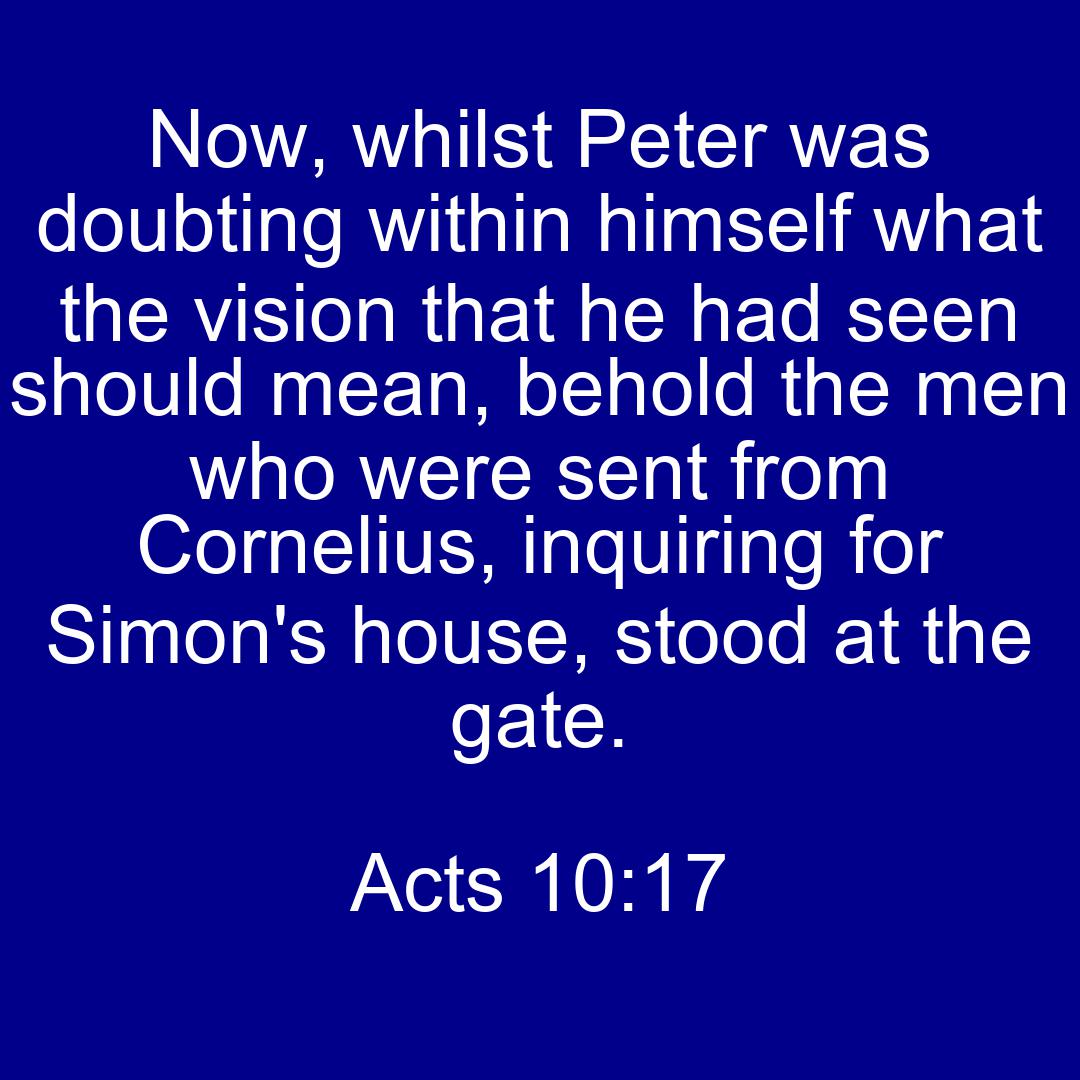 Now, whilst Peter was
doubting within himself what
the vision that he had seen
should mean, behold the men
who were sent from
Cornelius, inquiring for
Simon's house, stood at the
gate.
Acts 10:17